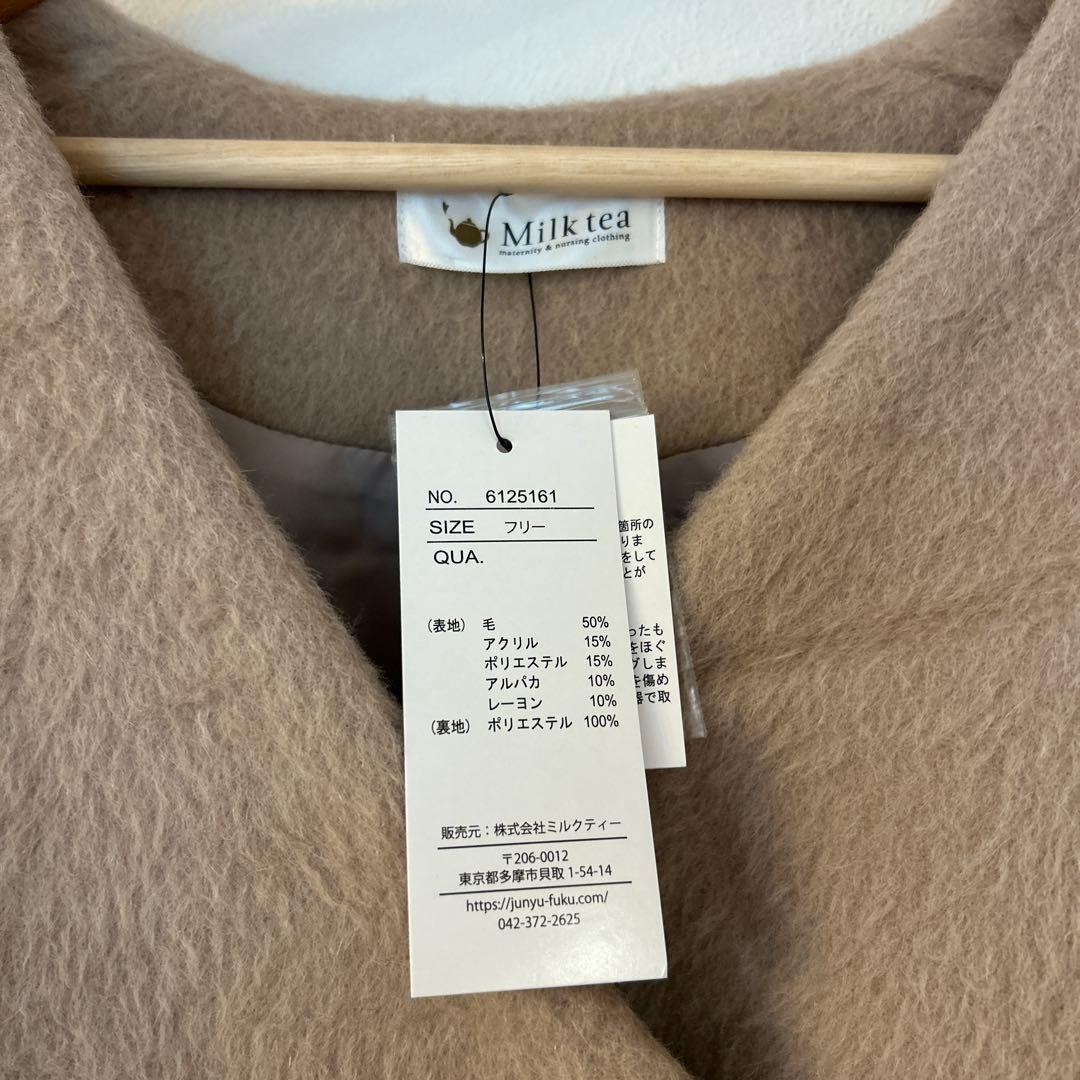 Milk tea
maternity & nursing clothing
NO. 6125161
SIZE フリー
QUA.
(表地) 毛 50%
アクリル 15%
ポリエステル 15%
アルパカ 10%
レーヨン 10%
(裏地) ポリエステル 100%
販売元:株式会社ミルクティー
〒206-0012
東京都多摩市貝取 1-54-14
https://junyu-fuku.com/
042-372-2625
箇所の
りま
をして
とが
ったも
をほぐ
グしま
を傷め
器で取